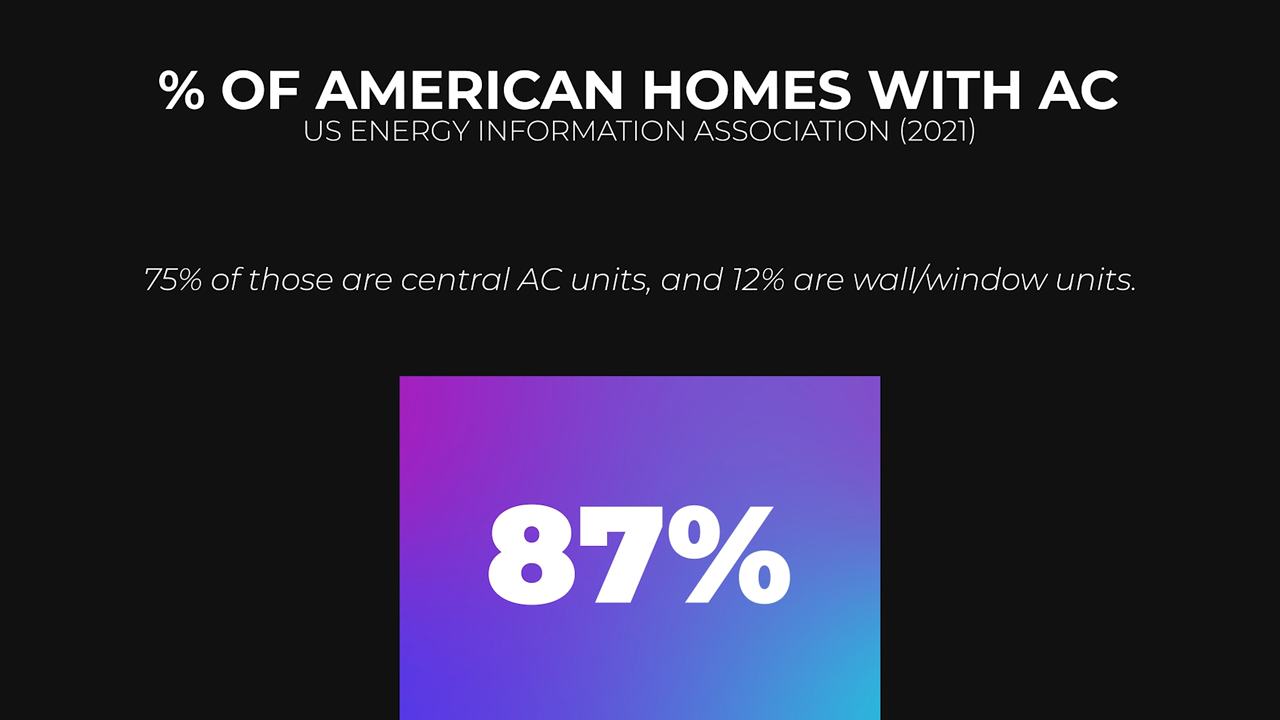 % OF AMERICAN HOMES WITH AC
US ENERGY INFORMATION ASSOCIATION (2021)
75% of those are central AC units, and 12% are wall/window units.
87%